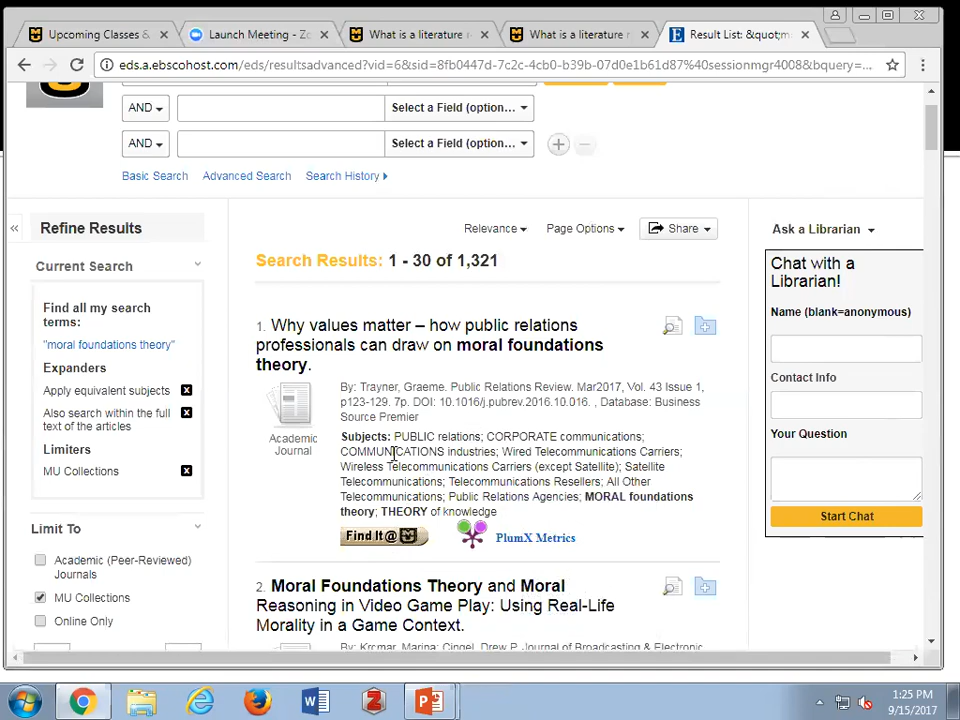 Upcoming Classes &
Launch Meeting - Zo
What is a literature r
What is a literature r
Result List: &quot;m
eds.a.ebscohost.com/eds/resultsadvanced?vid=6&sid=8fb0447d-7c2c-4cb0-b39b-07d0e1b61d87%40sessionmgr4008&bquery=...
AND
Select a Field (option...
AND
Select a Field (option...
Basic Search
Advanced Search
Search History
« Refine Results
Current Search
Find all my search
terms:
"moral foundations theory"
Expanders
Apply equivalent subjects
Also search within the full
text of the articles
Limiters
MU Collections
Limit To
Academic (Peer-Reviewed)
Journals
MU Collections
Online Only
Relevance
Page Options
Share
Search Results: 1 - 30 of 1,321
1. Why values matter – how public relations
professionals can draw on moral foundations
theory.
Academic
Journal
By: Trayner, Graeme. Public Relations Review. Mar2017, Vol. 43 Issue 1,
p123-129. 7p. DOI: 10.1016/j.pubrev.2016.10.016. , Database: Business
Source Premier
Subjects: PUBLIC relations; CORPORATE communications;
COMMUNICATIONS industries; Wired Telecommunications Carriers;
Wireless Telecommunications Carriers (except Satellite); Satellite
Telecommunications; Telecommunications Resellers; All Other
Telecommunications; Public Relations Agencies; MORAL foundations
theory; THEORY of knowledge
Find It@
PlumX Metrics
2. Moral Foundations Theory and Moral
Reasoning in Video Game Play: Using Real-Life
Morality in a Game Context.
By: Krcmar, Marina; Cingel, Drew P. Journal of Broadcasting & Electronic
Ask a Librarian
Chat with a
Librarian!
Name (blank=anonymous)
Contact Info
Your Question
Start Chat
1:25 PM
9/15/2017